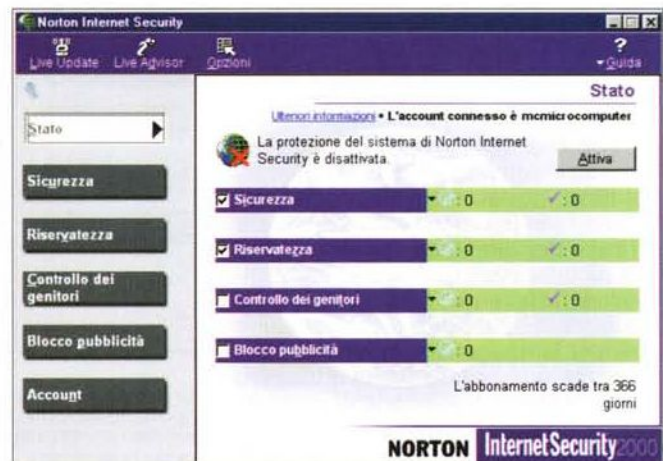 Norton Internet Security
Live Update Live Advisor Opzioni ? Guida
Stato
Ulteriori informazioni • L'account connesso è mcmicrocomputer
La protezione del sistema di Norton Internet
Security è disattivata.
Attiva
Stato
Sicurezza
Riservatezza
Controllo dei
genitori
Blocco pubblicità
Account
Sicurezza : 0 : 0
Riservatezza : 0 : 0
Controllo dei genitori : 0 : 0
Blocco pubblicità : 0
L'abbonamento scade tra 366
giorni
NORTON InternetSecurity 2000